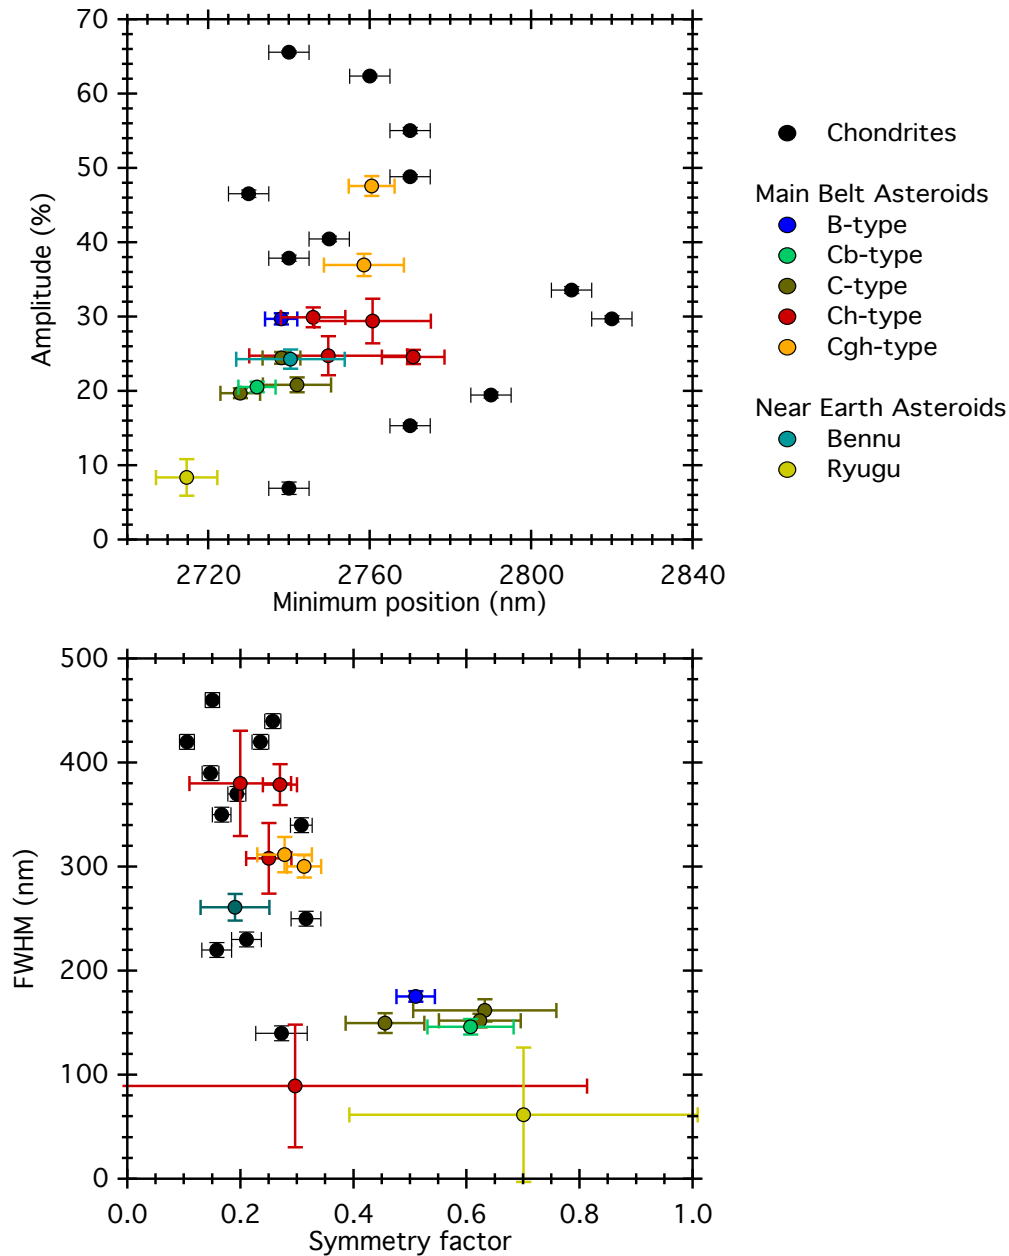 70
60
50
40
30
20
10
0
Amplitude (%)
2720
2760
2800
2840
Minimum position (nm)
Chondrites
Main Belt Asteroids
B-type
Cb-type
C-type
Ch-type
Cgh-type
Near Earth Asteroids
Bennu
Ryugu
500
400
300
200
100
0
FWHM (nm)
0.0
0.2
0.4
0.6
0.8
1.0
Symmetry factor